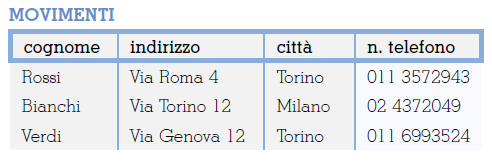 MOVIMENTI
cognome indirizzo città n. telefono
Rossi Via Roma 4 Torino 011 3572943
Bianchi Via Torino 12 Milano 02 4372049
Verdi Via Genova 12 Torino 011 6993524